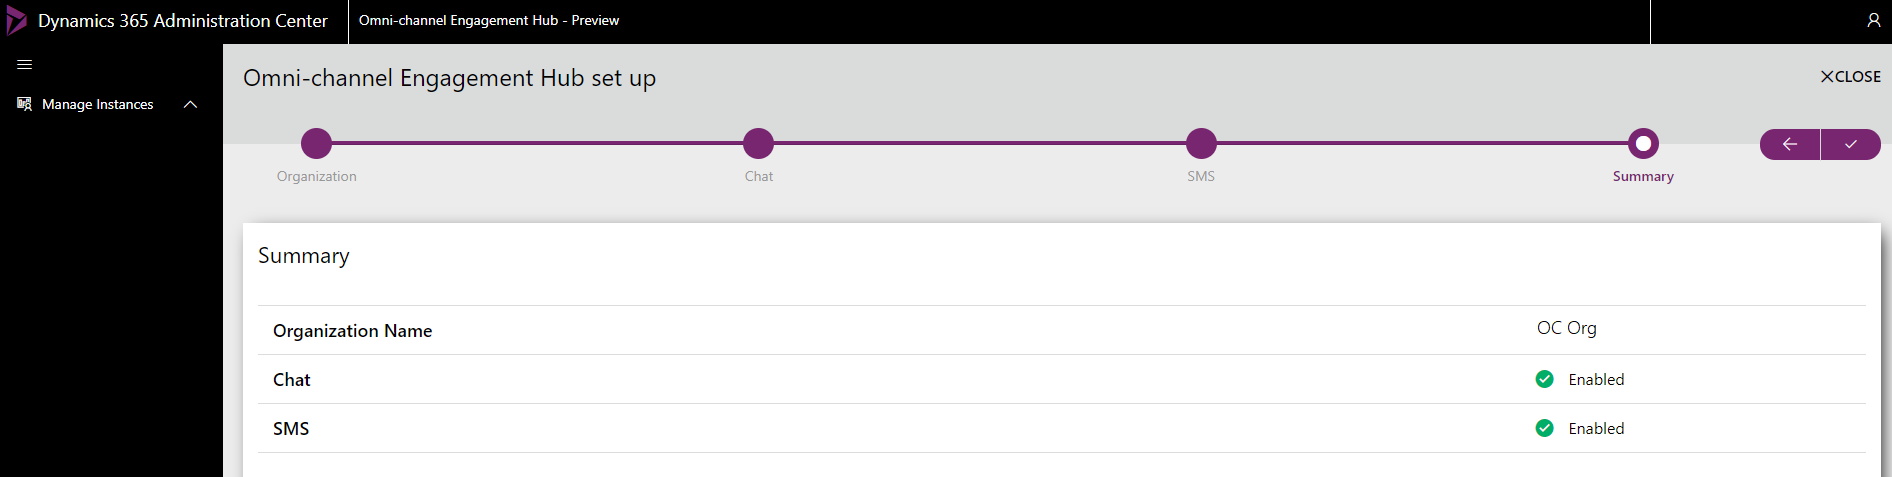 Dynamics 365 Administration Center
Omni-channel Engagement Hub - Preview
Manage Instances
Omni-channel Engagement Hub set up
CLOSE
Organization
Chat
SMS
Summary
Summary
Organization Name
OC Org
Chat
Enabled
SMS
Enabled